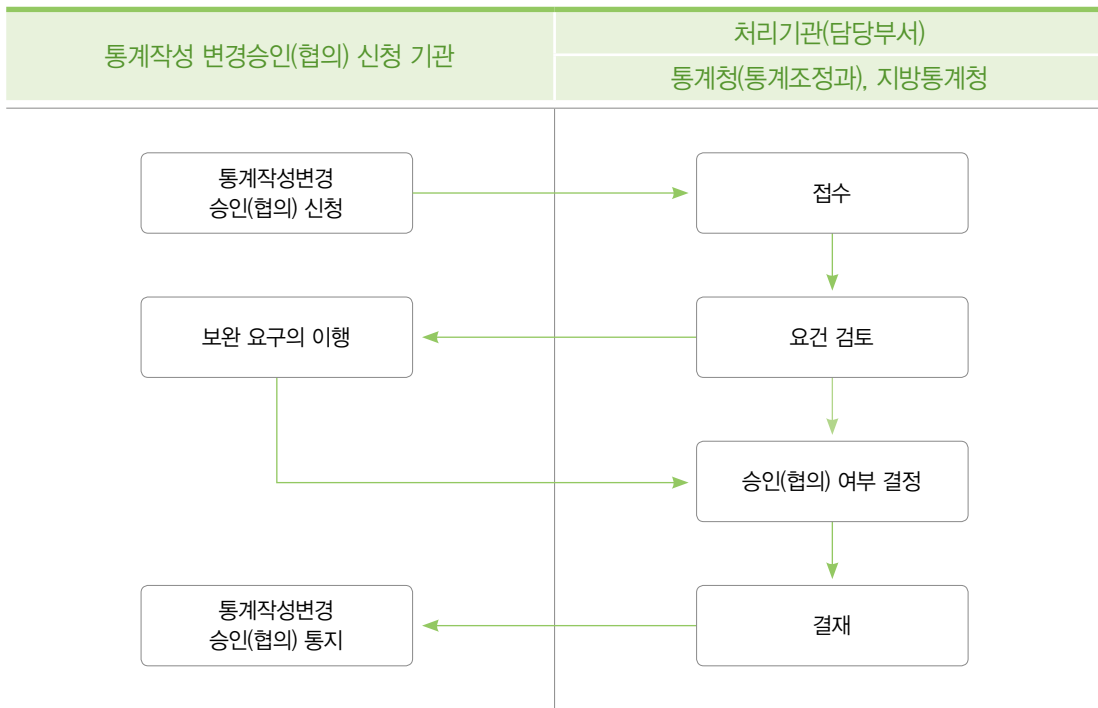 통계작성 변경승인(협의) 신청 기관
처리기관(담당부서)
통계청(통계조정과), 지방통계청
통계작성변경
승인(협의) 신청
접수
보완 요구의 이행
요건 검토
승인(협의) 여부 결정
통계작성변경
승인(협의) 통지
결재